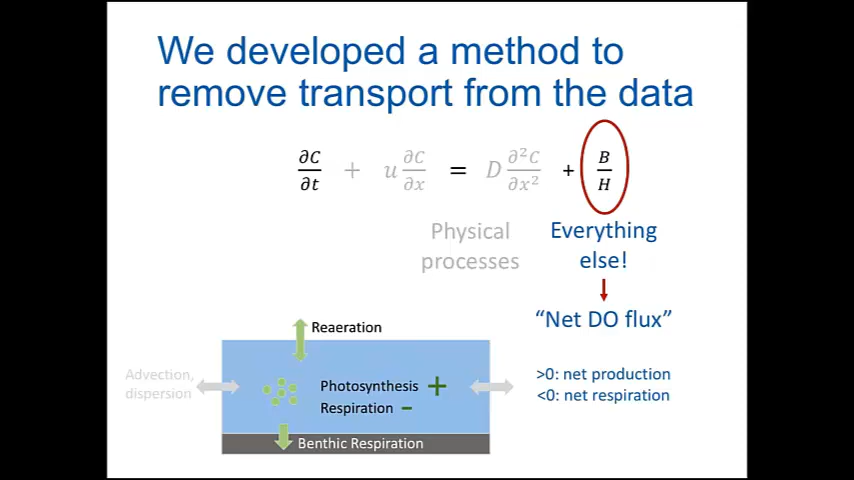 We developed a method to
remove transport from the data
∂C/∂t + u ∂C/∂x = D ∂²C/∂x² + B/H
Physical
processes
Everything
else!
“Net DO flux”
>0: net production
<0: net respiration
Reaeration
Advection,
dispersion
Photosynthesis +
Respiration −
Benthic Respiration